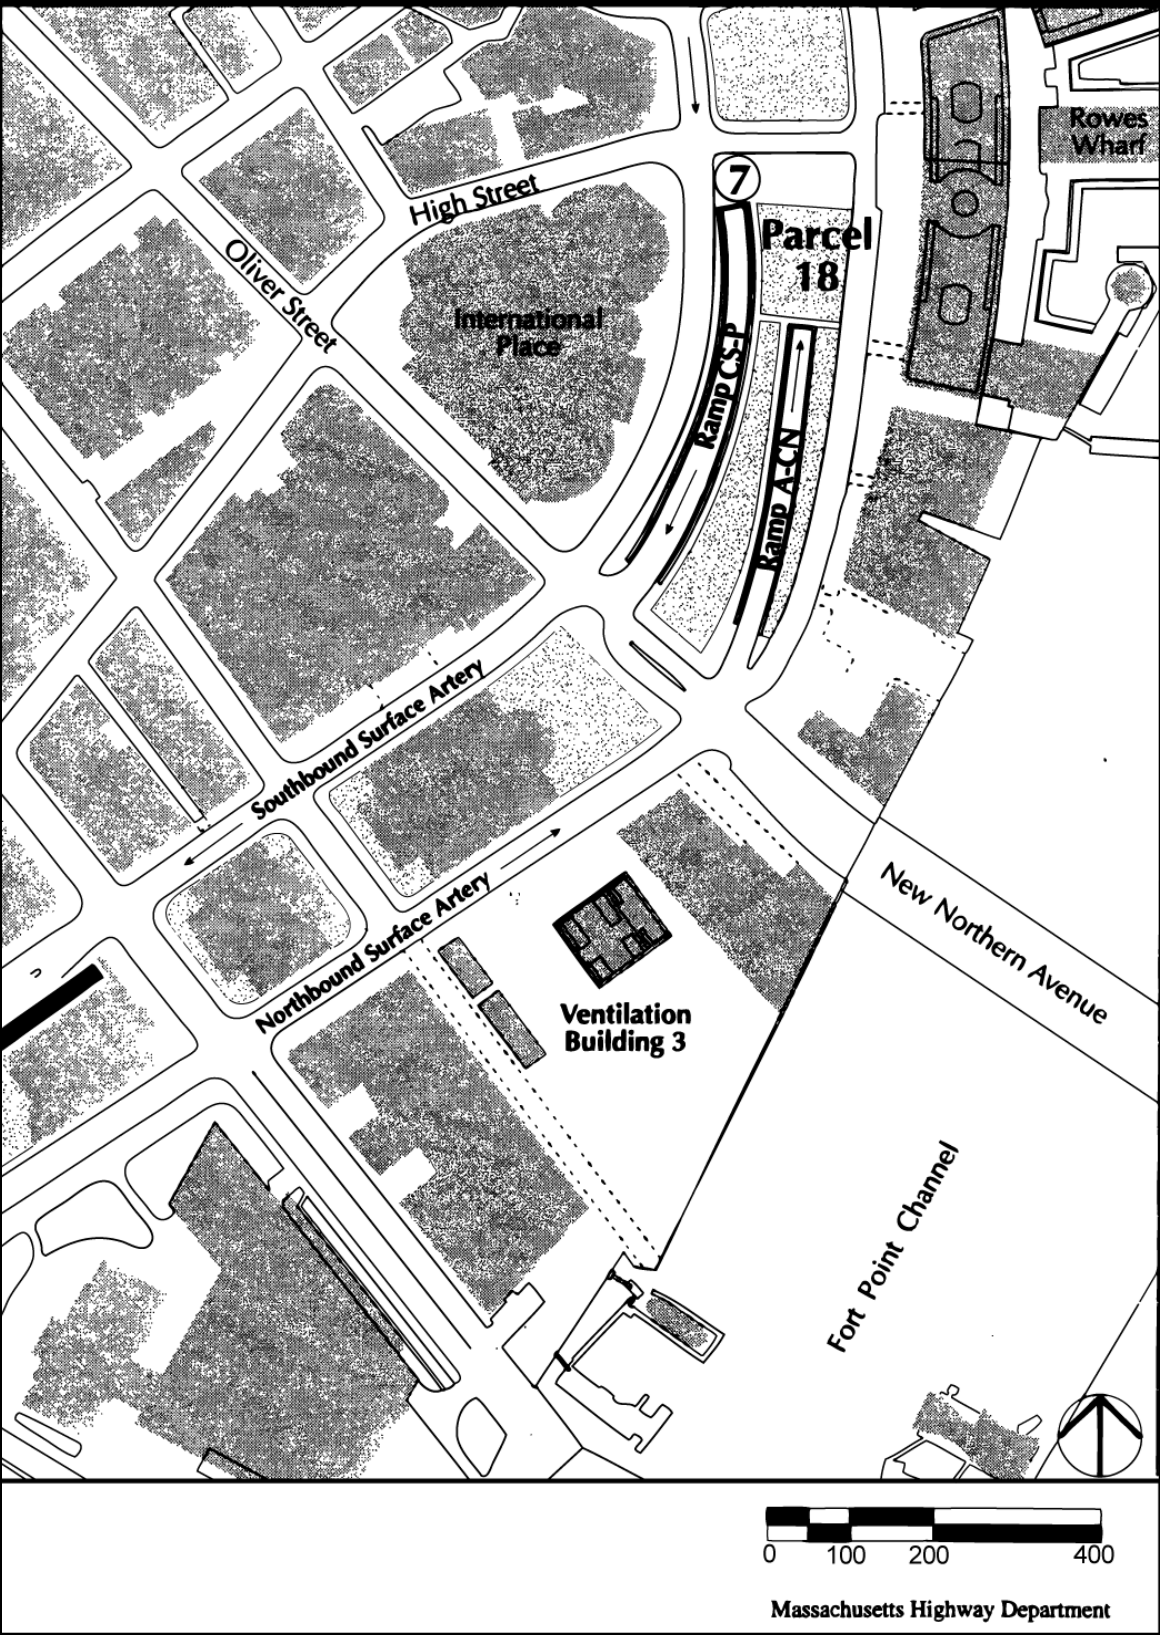 Rowes
Wharf
7
High Street
Parcel
18
Oliver Street
International
Place
Ramp CS-P
Ramp A-CN
Southbound Surface Artery
Northbound Surface Artery
New Northern Avenue
Ventilation
Building 3
Fort Point Channel
0 100 200 400
Massachusetts Highway Department